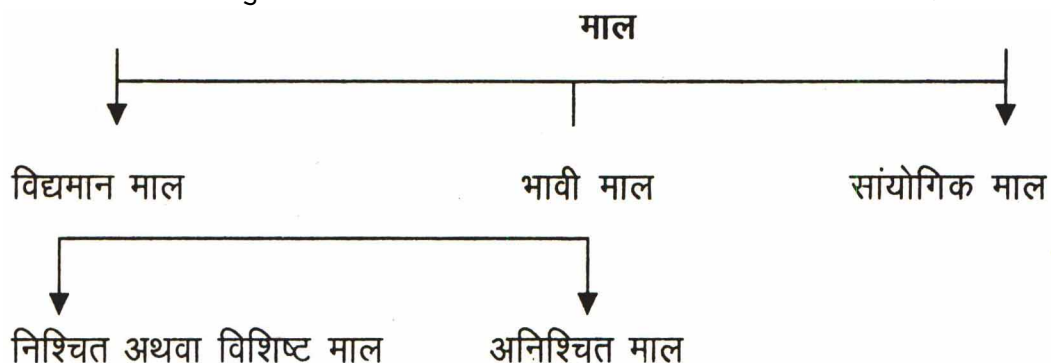 माल
विद्यमान माल भावी माल सांयोगिक माल
निश्चित अथवा विशिष्ट माल अनिश्चित माल